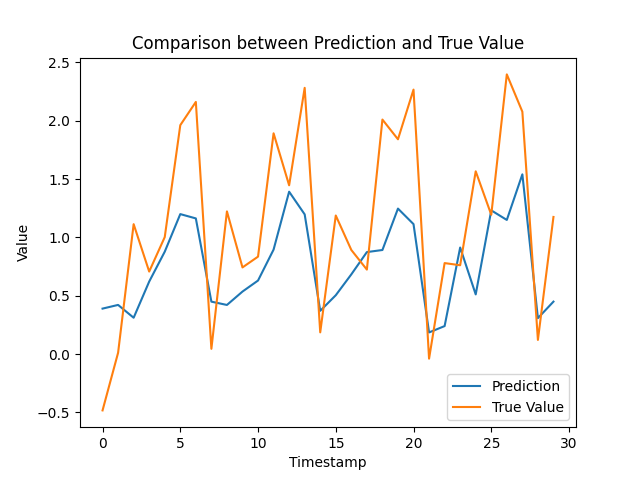 Comparison between Prediction and True Value
2.5
2.0
1.5
1.0
0.5
0.0
−0.5
Value
0
5
10
15
20
25
30
Timestamp
Prediction
True Value